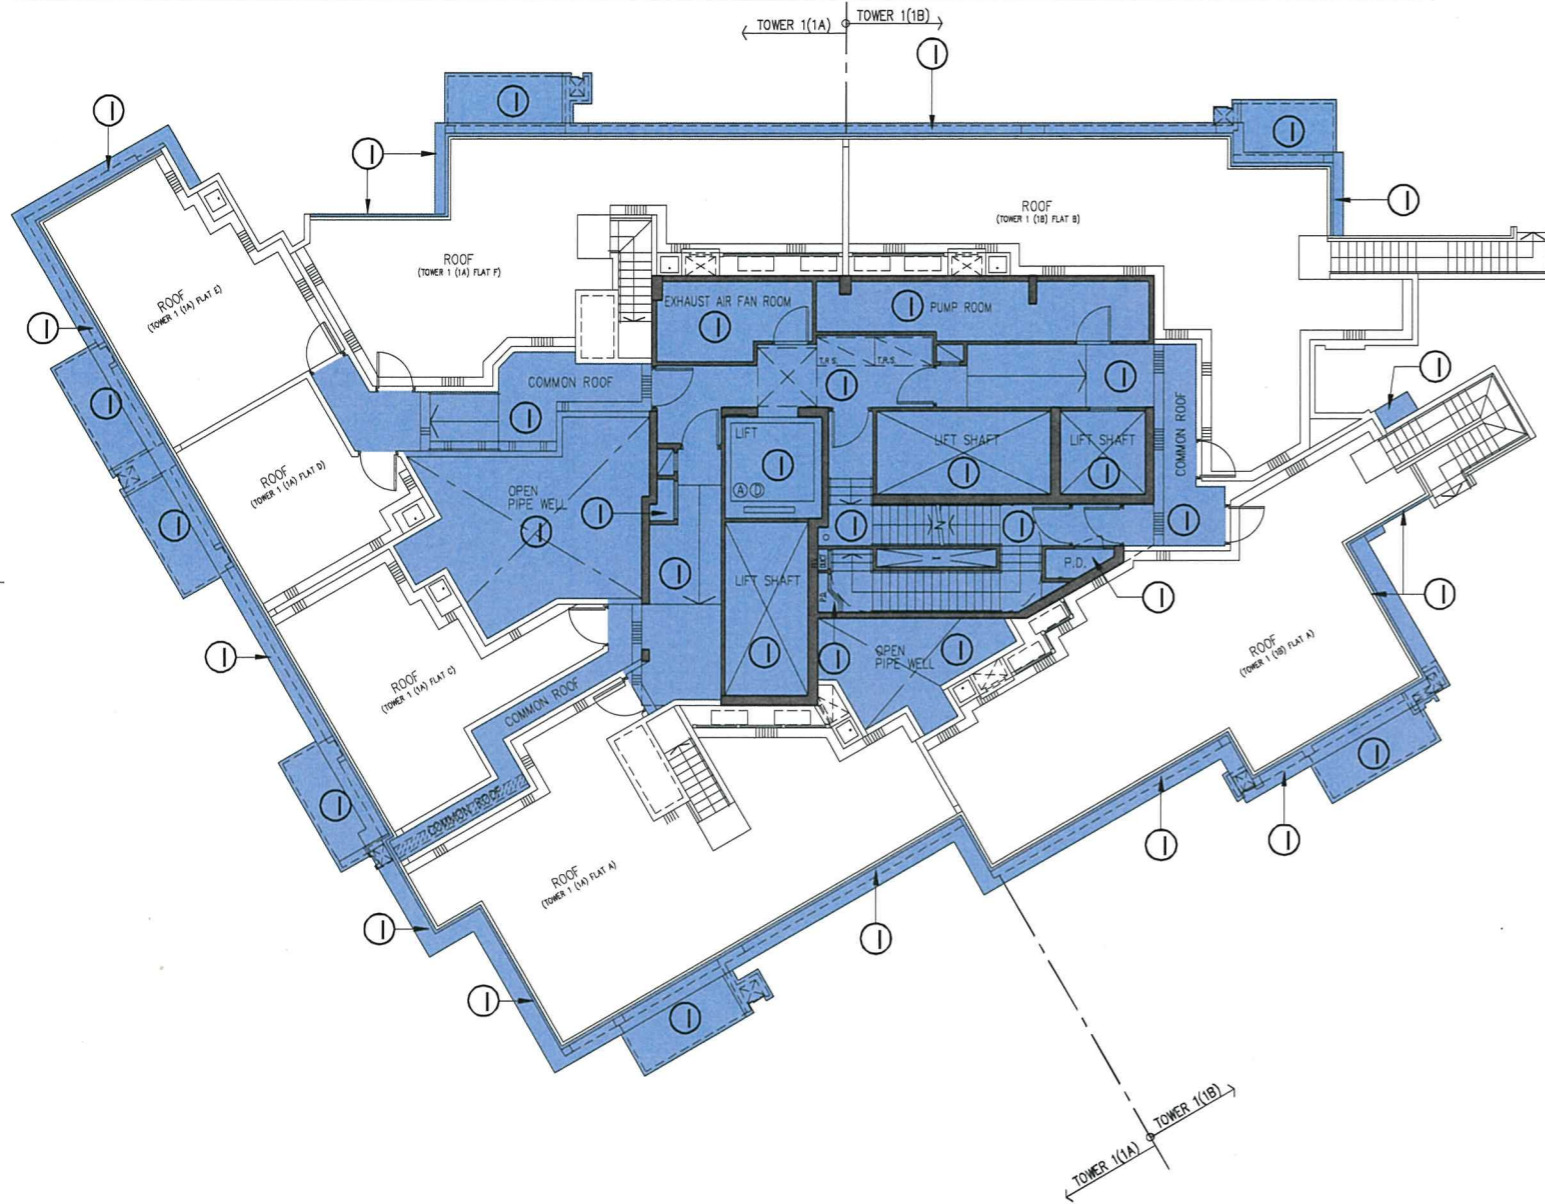 TOWER 1(1A)
TOWER 1(1B)
I
I
I
I
I
I
I
ROOF
(TOWER 1 (1B) FLAT B)
ROOF
(TOWER 1 (1A) FLAT F)
ROOF
(TOWER 1 (1A) FLAT E)
EXHAUST AIR FAN ROOM
I
I
PUMP ROOM
I
T.R.S.
T.R.S.
COMMON ROOF
I
I
I
I
I
COMMON ROOF
I
LIFT
I
A D
LIFT SHAFT
I
LIFT SHAFT
I
ROOF
(TOWER 1 (1A) FLAT D)
OPEN
PIPE WELL
I
I
I
I
I
I
I
LIFT SHAFT
I
P.D.
I
I
ROOF
(TOWER 1 (1A) FLAT C)
I
I
OPEN
PIPE WELL
I
ROOF
(TOWER 1 (1B) FLAT A)
COMMON ROOF
COMMON ROOF
I
I
I
I
ROOF
(TOWER 1 (1A) FLAT A)
I
I
I
I
TOWER 1(1B)
TOWER 1(1A)